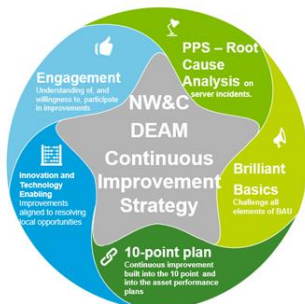 Engagement
Understanding of, and
willingness to, participate
in improvements
PPS – Root
Cause
Analysis on
server incidents.
NW&C
DEAM
Continuous
Improvement
Strategy
Innovation and
Technology
Enabling
Improvements
aligned to resolving
local opportunities
Brilliant
Basics
Challenge all
elements of BAU
10-point plan
Continuous improvement
built into the 10 point and
into the asset performance
plans